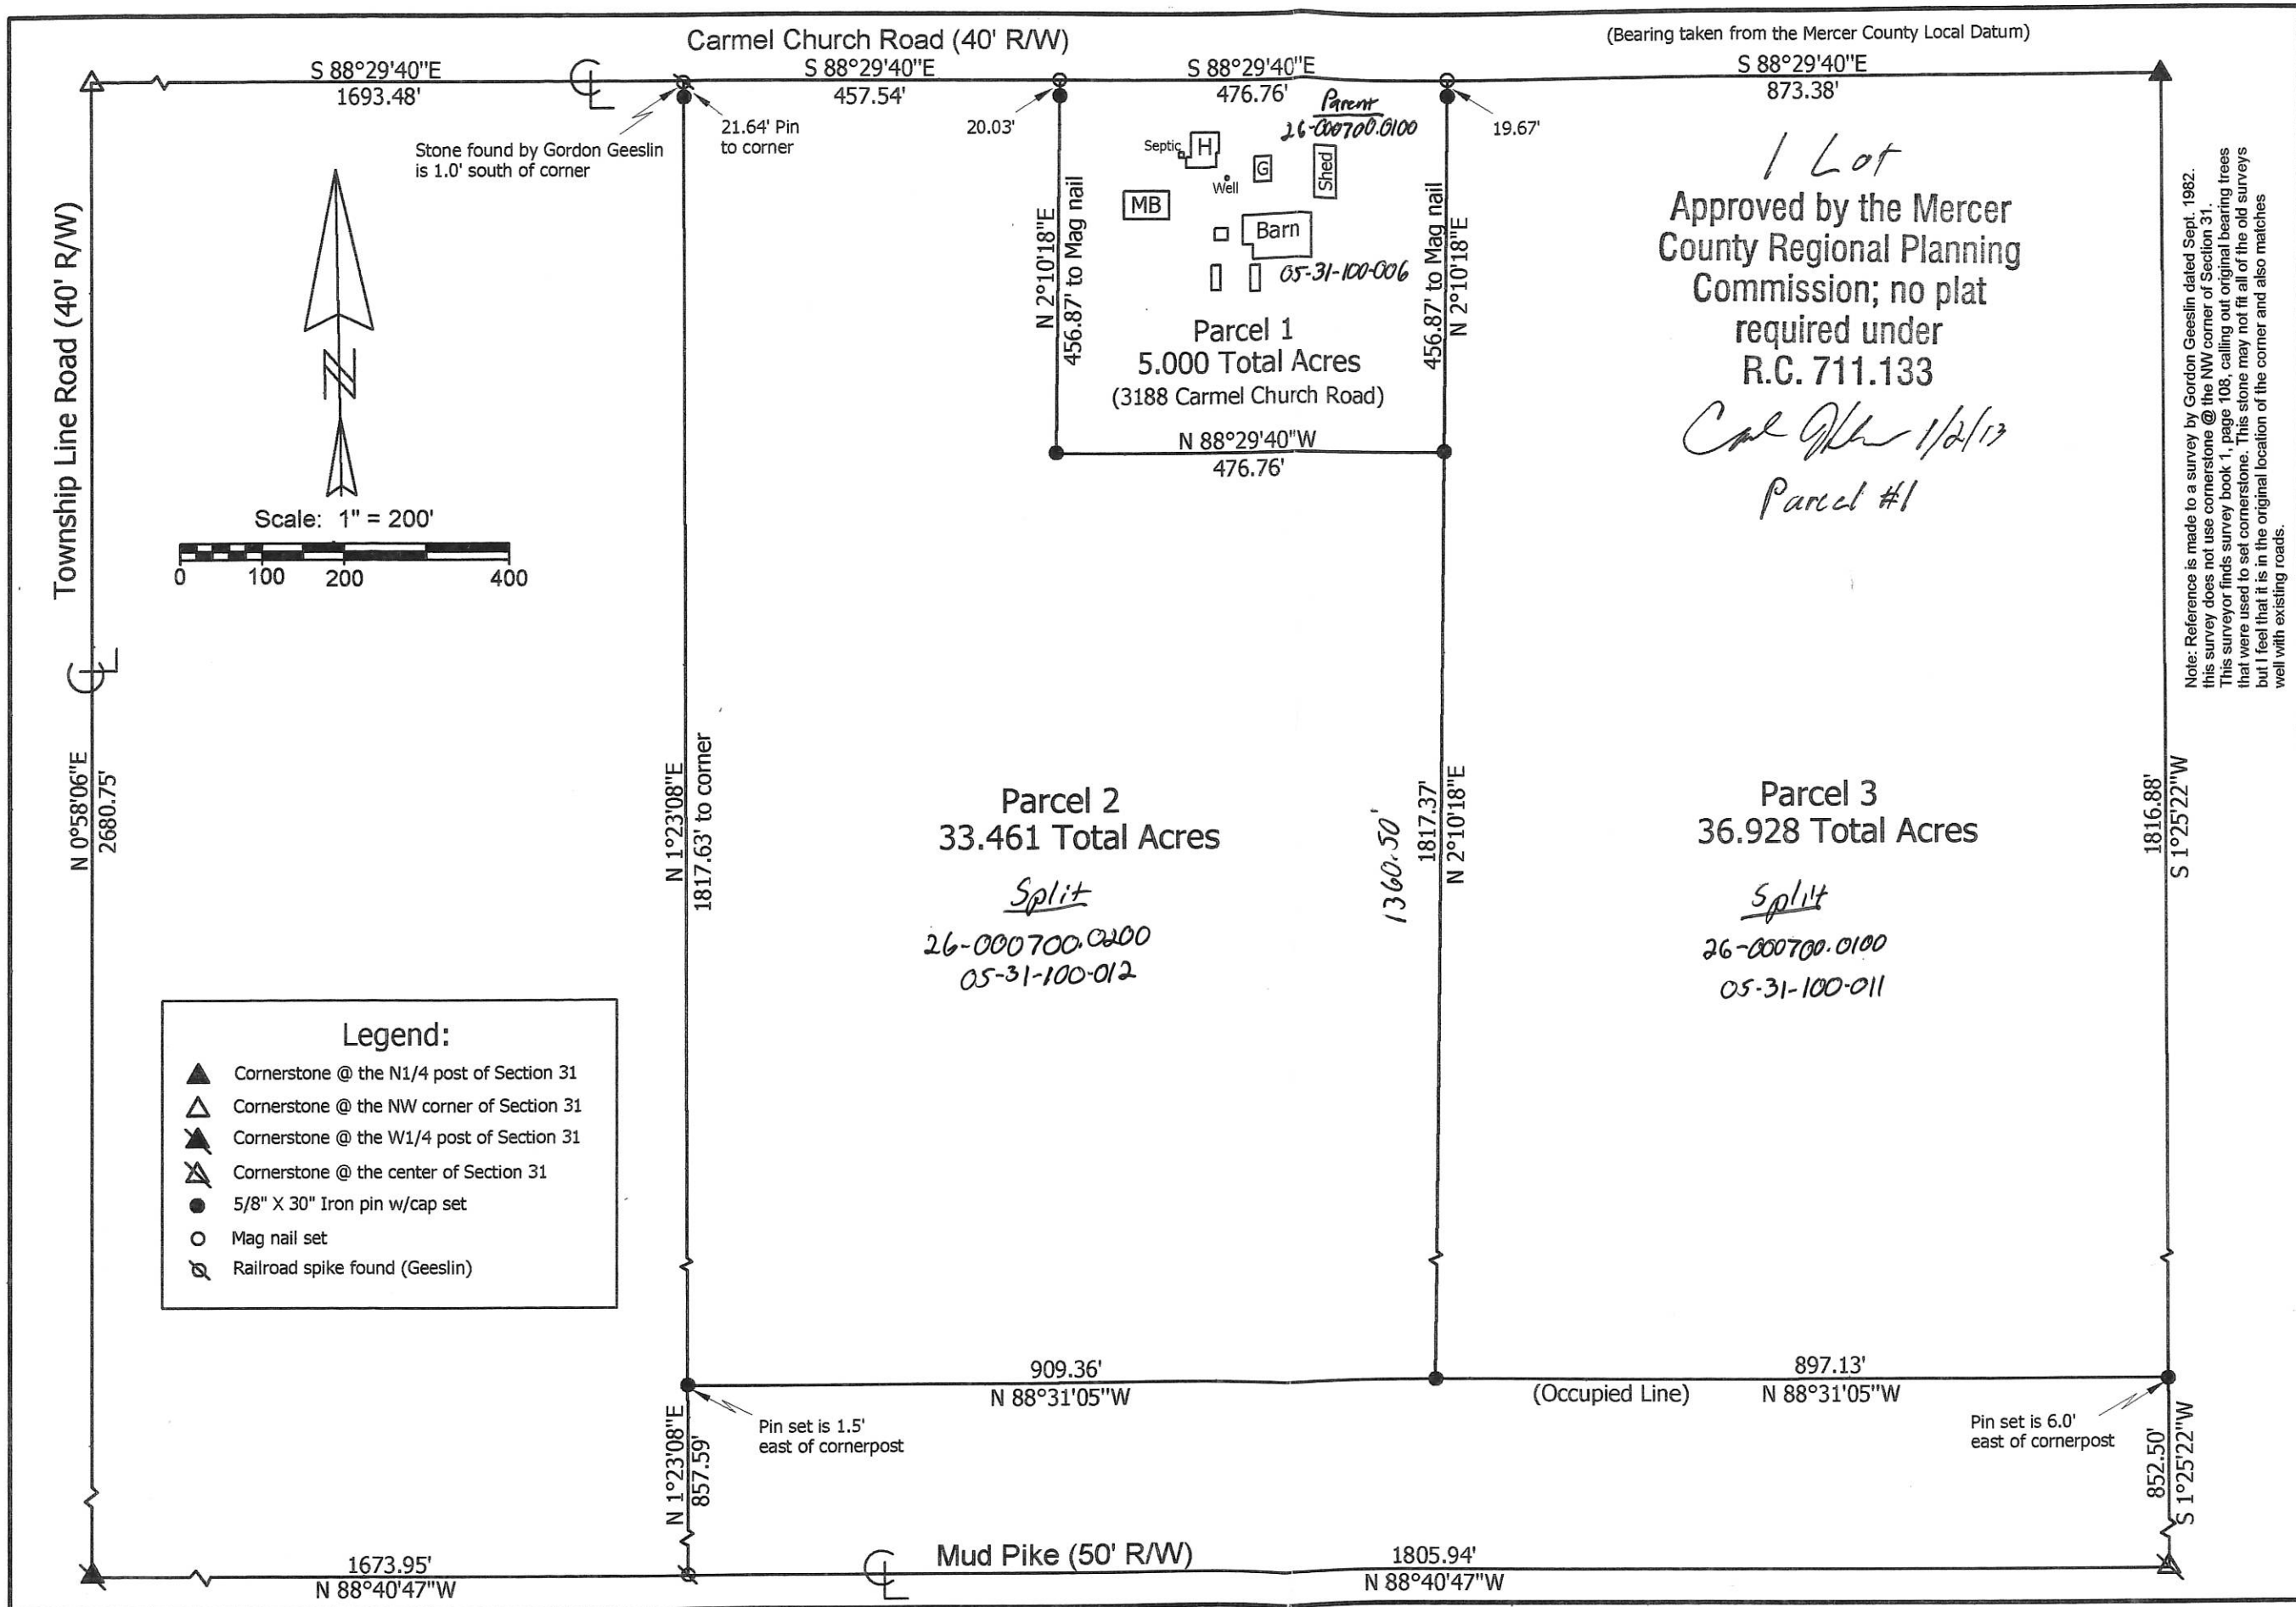 Carmel Church Road (40' R/W)
(Bearing taken from the Mercer County Local Datum)
S 88°29'40"E
1693.48'
S 88°29'40"E
457.54'
S 88°29'40"E
476.76'
S 88°29'40"E
873.38'
Stone found by Gordon Geeslin
is 1.0' south of corner
21.64' Pin
to corner
20.03'
19.67'
Parent
26-000700.0100
Septic
H
Well
G
Shed
MB
Barn
05-31-100-006
N 2°10'18"E
456.87' to Mag nail
456.87' to Mag nail
N 2°10'18"E
Parcel 1
5.000 Total Acres
(3188 Carmel Church Road)
N 88°29'40"W
476.76'
1 Lot
Approved by the Mercer
County Regional Planning
Commission; no plat
required under
R.C. 711.133
1/2/13
Parcel #1
Note: Reference is made to a survey by Gordon Geeslin dated Sept. 1982.
this survey does not use cornerstone @ the NW corner of Section 31.
This surveyor finds survey book 1, page 108, calling out original bearing trees
that were used to set cornerstone. This stone may not fit all of the old surveys
but I feel that it is in the original location of the corner and also matches
well with existing roads.
Township Line Road (40' R/W)
N
Scale: 1" = 200'
0 100 200 400
N 0°58'06"E
2680.75'
N 1°23'08"E
1817.63' to corner
Parcel 2
33.461 Total Acres
Split
26-000700.0200
05-31-100-012
1360.50'
1817.37'
N 2°10'18"E
Parcel 3
36.928 Total Acres
Split
26-000700.0100
05-31-100-011
1816.88'
S 1°25'22"W
Legend:
Cornerstone @ the N1/4 post of Section 31
Cornerstone @ the NW corner of Section 31
Cornerstone @ the W1/4 post of Section 31
Cornerstone @ the center of Section 31
5/8" X 30" Iron pin w/cap set
Mag nail set
Railroad spike found (Geeslin)
909.36'
N 88°31'05"W
(Occupied Line)
897.13'
N 88°31'05"W
Pin set is 1.5'
east of cornerpost
Pin set is 6.0'
east of cornerpost
N 1°23'08"E
857.59'
852.50'
S 1°25'22"W
1673.95'
N 88°40'47"W
Mud Pike (50' R/W)
1805.94'
N 88°40'47"W